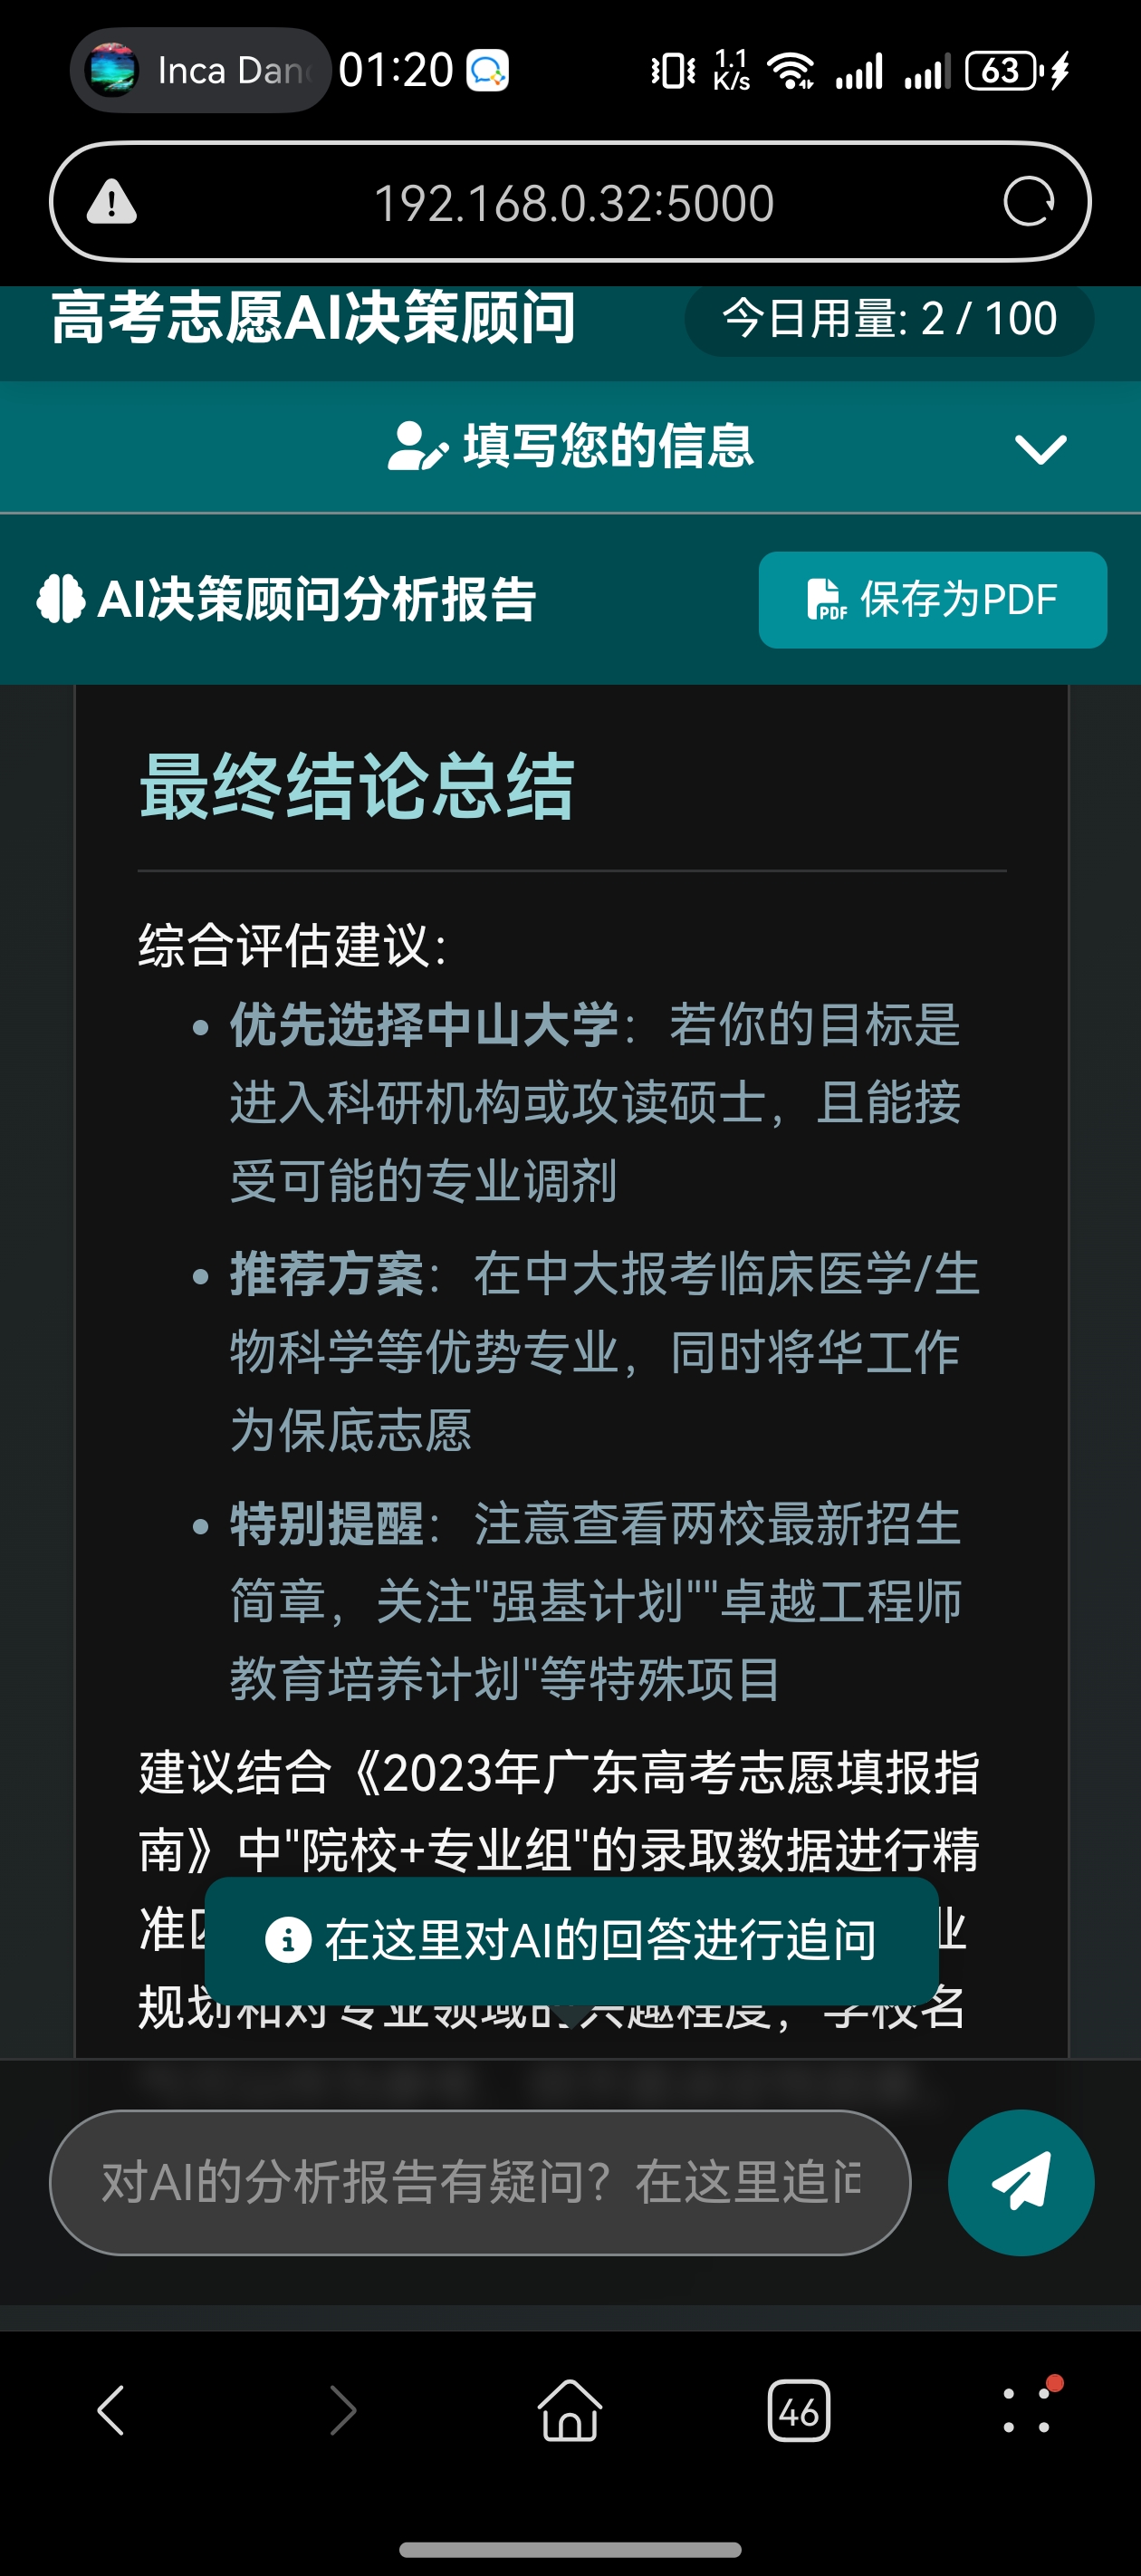 Inca Dan
01:20
1.1
K/s
63
192.168.0.32:5000
高考志愿AI决策顾问
今日用量: 2 / 100
填写您的信息
AI决策顾问分析报告
PDF 保存为PDF
最终结论总结
综合评估建议：
优先选择中山大学：若你的目标是
进入科研机构或攻读硕士，且能接
受可能的专业调剂
推荐方案：在中大报考临床医学/生
物科学等优势专业，同时将华工作
为保底志愿
特别提醒：注意查看两校最新招生
简章，关注"强基计划""卓越工程师
教育培养计划"等特殊项目
建议结合《2023年广东高考志愿填报指
南》中"院校+专业组"的录取数据进行精
准
业
在这里对AI的回答进行追问
规划和对专业领域的兴趣程度，学校名
对AI的分析报告有疑问？在这里追
46